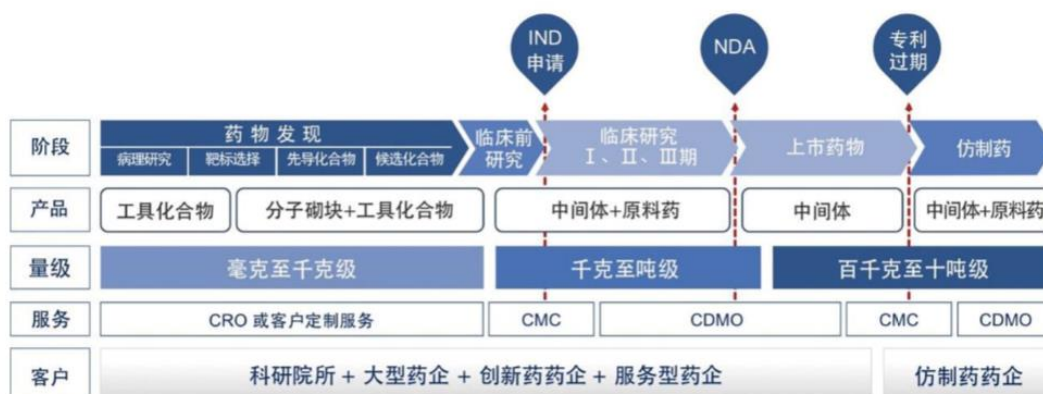 IND
申请
NDA
专利
过期
阶段
药物发现
病理研究 靶标选择 先导化合物 候选化合物
临床前
研究
临床研究
Ⅰ、Ⅱ、Ⅲ期
上市药物
仿制药
产品
工具化合物
分子砌块+工具化合物
中间体+原料药
中间体
中间体+原料药
量级
毫克至千克级
千克至吨级
百千克至十吨级
服务
CRO 或客户定制服务
CMC
CDMO
CMC
CDMO
客户
科研院所 + 大型药企 + 创新药药企 + 服务型药企
仿制药药企